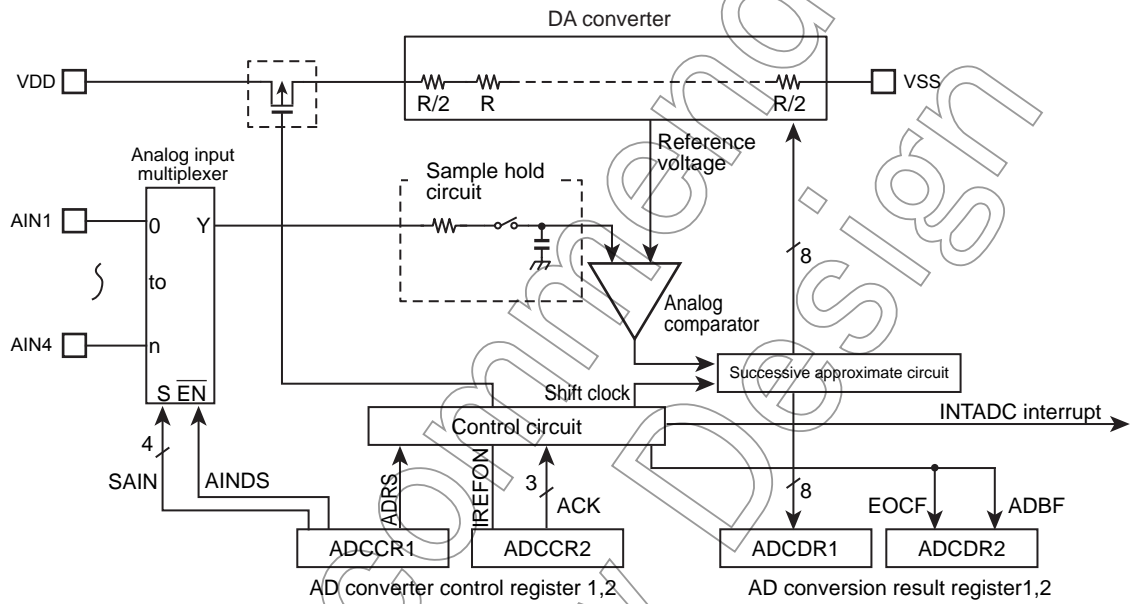 DA converter
VDD
R/2
R
R/2
VSS
Reference
voltage
Analog input
multiplexer
Sample hold
circuit
AIN1
0
Y
to
8
Analog
comparator
AIN4
n
Successive approximate circuit
S EN
Shift clock
INTADC interrupt
Control circuit
4
SAIN
AINDS
ADRS
IREFON
3
ACK
8
EOCF
ADBF
ADCCR1
ADCCR2
ADCDR1
ADCDR2
AD converter control register 1,2
AD conversion result register1,2
ommend
Design